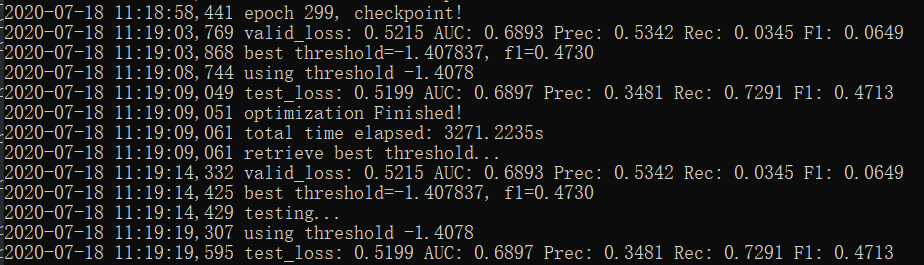 2020-07-18 11:18:58,441 epoch 299, checkpoint!
2020-07-18 11:19:03,769 valid_loss: 0.5215 AUC: 0.6893 Prec: 0.5342 Rec: 0.0345 F1: 0.0649
2020-07-18 11:19:03,868 best threshold=-1.407837, f1=0.4730
2020-07-18 11:19:08,744 using threshold -1.4078
2020-07-18 11:19:09,049 test_loss: 0.5199 AUC: 0.6897 Prec: 0.3481 Rec: 0.7291 F1: 0.4713
2020-07-18 11:19:09,051 optimization Finished!
2020-07-18 11:19:09,061 total time elapsed: 3271.2235s
2020-07-18 11:19:09,061 retrieve best threshold...
2020-07-18 11:19:14,332 valid_loss: 0.5215 AUC: 0.6893 Prec: 0.5342 Rec: 0.0345 F1: 0.0649
2020-07-18 11:19:14,425 best threshold=-1.407837, f1=0.4730
2020-07-18 11:19:14,429 testing...
2020-07-18 11:19:19,307 using threshold -1.4078
2020-07-18 11:19:19,595 test_loss: 0.5199 AUC: 0.6897 Prec: 0.3481 Rec: 0.7291 F1: 0.4713